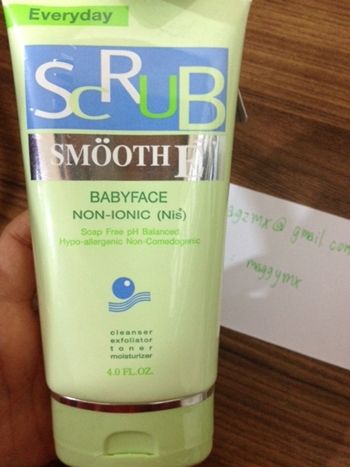 Everyday
SCRUB
SMÖOTH E
BABYFACE
NON-IONIC (Nis)
Soap Free pH Balanced
Hypo-allergenic Non-Comedogenic
cleanser
exfoliator
toner
moisturizer
4.0 FL.OZ.
@ gmail.com
: maggymx